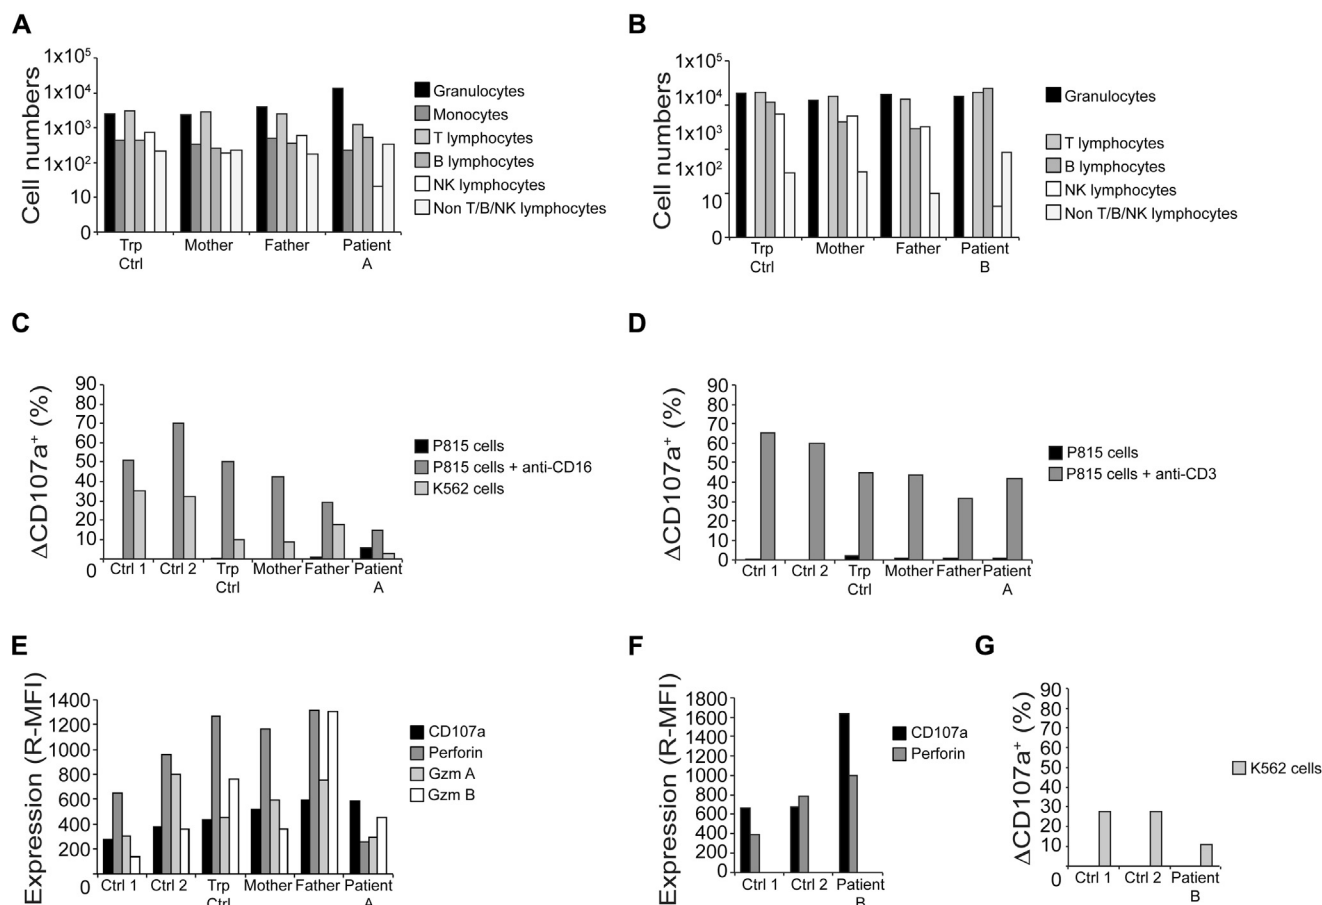 A
Cell numbers
1x10⁵
1x10⁴
1x10³
1x10²
10
0
Trp Ctrl
Mother
Father
Patient A
Granulocytes
Monocytes
T lymphocytes
B lymphocytes
NK lymphocytes
Non T/B/NK lymphocytes
B
Cell numbers
1x10⁵
1x10⁴
1x10³
1x10²
10
0
Trp Ctrl
Mother
Father
Patient B
Granulocytes
T lymphocytes
B lymphocytes
NK lymphocytes
Non T/B/NK lymphocytes
C
ΔCD107a⁺ (%)
90
80
70
60
50
40
30
20
10
0
Ctrl 1
Ctrl 2
Trp Ctrl
Mother
Father
Patient A
P815 cells
P815 cells + anti-CD16
K562 cells
D
ΔCD107a⁺ (%)
90
80
70
60
50
40
30
20
10
0
Ctrl 1
Ctrl 2
Trp Ctrl
Mother
Father
Patient A
P815 cells
P815 cells + anti-CD3
E
Expression (R-MFI)
1400
1200
1000
800
600
400
200
0
Ctrl 1
Ctrl 2
Trp Ctrl
Mother
Father
Patient A
CD107a
Perforin
Gzm A
Gzm B
F
Expression (R-MFI)
1800
1600
1400
1200
1000
800
600
400
200
0
Ctrl 1
Ctrl 2
Patient B
CD107a
Perforin
G
ΔCD107a⁺ (%)
90
80
70
60
50
40
30
20
10
0
Ctrl 1
Ctrl 2
Patient B
K562 cells